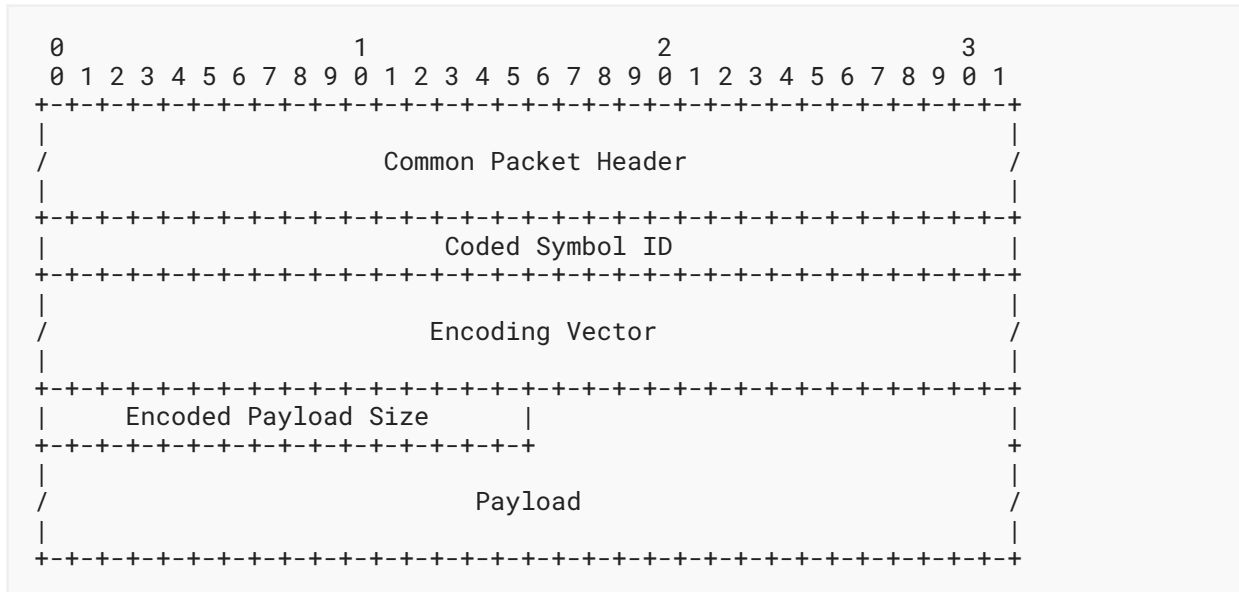 0                   1                   2                   3
 0 1 2 3 4 5 6 7 8 9 0 1 2 3 4 5 6 7 8 9 0 1 2 3 4 5 6 7 8 9 0 1
+-+-+-+-+-+-+-+-+-+-+-+-+-+-+-+-+-+-+-+-+-+-+-+-+-+-+-+-+-+-+-+-+
|                                                               |
/                      Common Packet Header                     /
|                                                               |
+-+-+-+-+-+-+-+-+-+-+-+-+-+-+-+-+-+-+-+-+-+-+-+-+-+-+-+-+-+-+-+-+
|                          Coded Symbol ID                      |
+-+-+-+-+-+-+-+-+-+-+-+-+-+-+-+-+-+-+-+-+-+-+-+-+-+-+-+-+-+-+-+-+
|                                                               |
/                         Encoding Vector                       /
|                                                               |
+-+-+-+-+-+-+-+-+-+-+-+-+-+-+-+-+-+-+-+-+-+-+-+-+-+-+-+-+-+-+-+-+
|     Encoded Payload Size      |                               |
+-+-+-+-+-+-+-+-+-+-+-+-+-+-+-+-+                               +
|                                                               |
/                            Payload                            /
|                                                               |
+-+-+-+-+-+-+-+-+-+-+-+-+-+-+-+-+-+-+-+-+-+-+-+-+-+-+-+-+-+-+-+-+